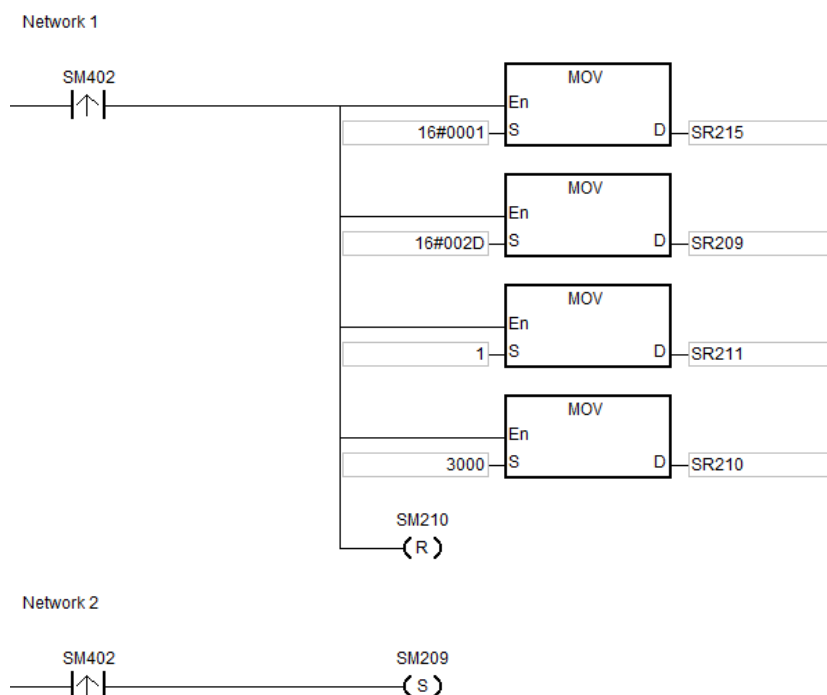 Network 1
SM402
MOV
En
16#0001 S D SR215
MOV
En
16#002D S D SR209
MOV
En
1 S D SR211
MOV
En
3000 S D SR210
SM210
R
Network 2
SM402 SM209
S